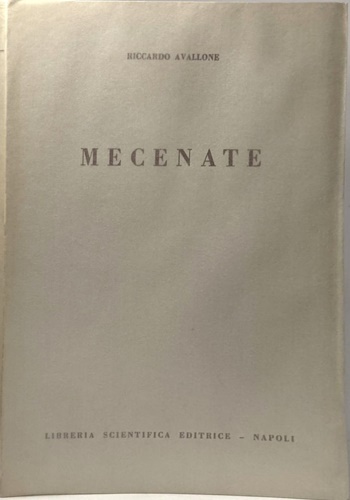 RICCARDO AVALLONE
MECENATE
LIBRERIA SCIENTIFICA EDITRICE - NAPOLI